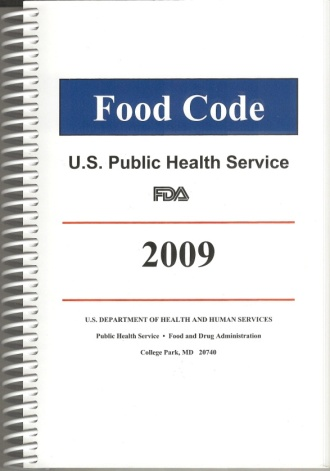 Food Code
U.S. Public Health Service
FDA
2009
U.S. DEPARTMENT OF HEALTH AND HUMAN SERVICES
Public Health Service • Food and Drug Administration
College Park, MD 20740